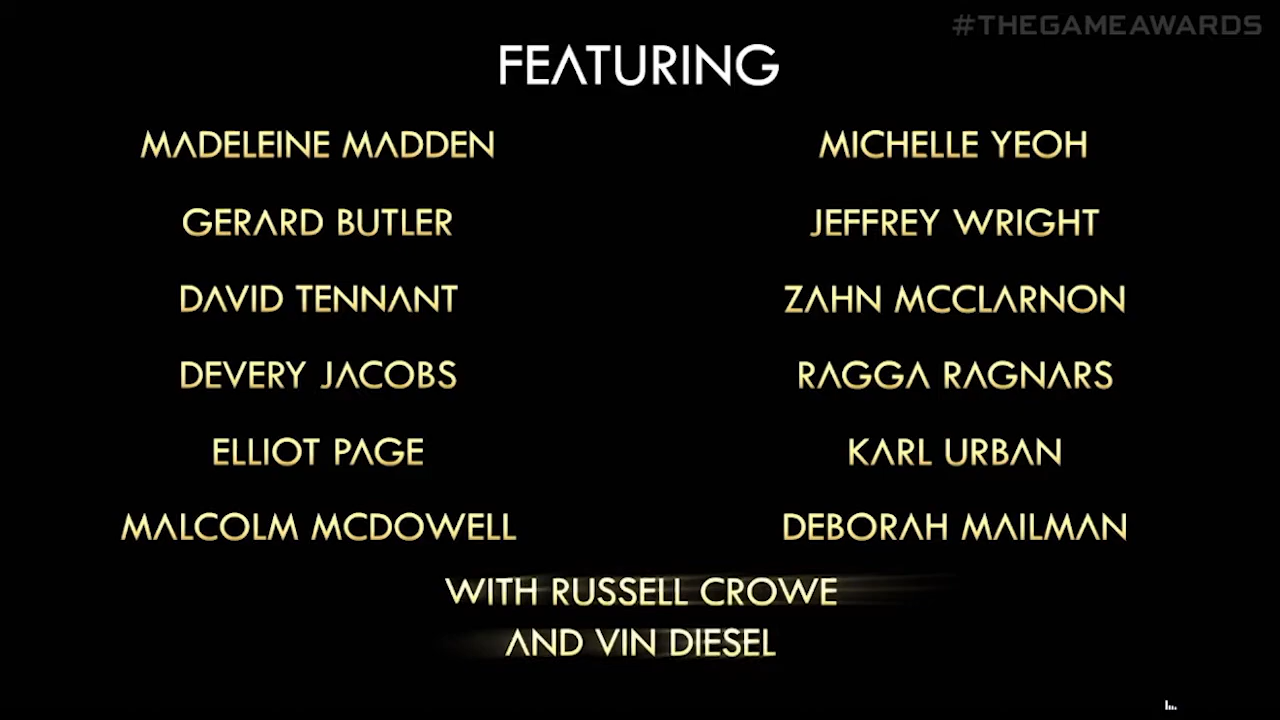 #THEGAMEAWARDS
FEATURING
MADELEINE MADDEN
MICHELLE YEOH
GERARD BUTLER
JEFFREY WRIGHT
DAVID TENNANT
ZAHN MCCLARNON
DEVERY JACOBS
RAGGA RAGNARS
ELLIOT PAGE
KARL URBAN
MALCOLM MCDOWELL
DEBORAH MAILMAN
WITH RUSSELL CROWE
AND VIN DIESEL